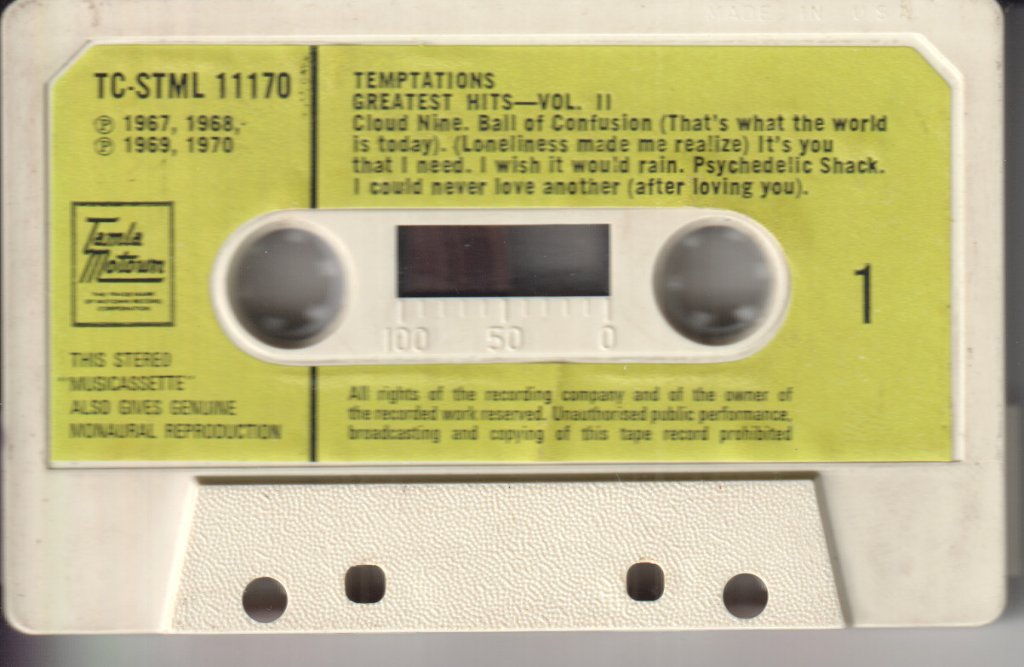 MADE IN U S A
TC-STML 11170
℗ 1967, 1968,
℗ 1969, 1970
Tamla
Motown
THIS STEREO
"MUSICASSETTE"
ALSO GIVES GENUINE
MONAURAL REPRODUCTION
TEMPTATIONS
GREATEST HITS—VOL. II
Cloud Nine. Ball of Confusion (That's what the world
is today). (Loneliness made me realize) It's you
that I need. I wish it would rain. Psychedelic Shack.
I could never love another (after loving you).
1
100 50 0
All rights of the recording company and of the owner of
the recorded work reserved. Unauthorised public performance,
broadcasting and copying of this tape record prohibited